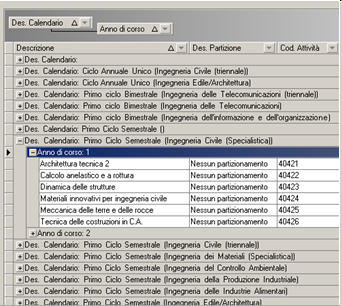 Des. Calendario
Anno di corso
Descrizione Des. Partizione Cod. Attività
Des. Calendario:
Des. Calendario: Ciclo Annuale Unico (Ingegneria Civile (triennale))
Des. Calendario: Ciclo Annuale Unico (Ingegneria Edile/Architettura)
Des. Calendario: Primo ciclo Bimestrale (Ingegneria delle Telecomunicazioni (triennale))
Des. Calendario: Primo ciclo Bimestrale (Ingegneria delle Telecomunicazioni)
Des. Calendario: Primo ciclo Bimestrale (Ingegneria dell'informazione e dell'organizzazione)
Des. Calendario: Primo Ciclo Semestrale ()
Des. Calendario: Primo Ciclo Semestrale (Ingegneria Civile (Specialistica))
Anno di corso: 1
Architettura tecnica 2 Nessun partizionamento 40421
Calcolo anelastico e a rottura Nessun partizionamento 40422
Dinamica delle strutture Nessun partizionamento 40423
Materiali innovativi per ingegneria civile Nessun partizionamento 40424
Meccanica delle terre e delle rocce Nessun partizionamento 40425
Tecnica delle costruzioni in C.A. Nessun partizionamento 40426
Anno di corso: 2
Des. Calendario: Primo Ciclo Semestrale (Ingegneria Civile (triennale))
Des. Calendario: Primo Ciclo Semestrale (Ingegneria dei Materiali (Specialistica))
Des. Calendario: Primo Ciclo Semestrale (Ingegneria del Controllo Ambientale)
Des. Calendario: Primo Ciclo Semestrale (Ingegneria della Produzione Industriale)
Des. Calendario: Primo Ciclo Semestrale (Ingegneria delle Industrie Alimentari)
Des. Calendario: Primo Ciclo Semestrale (Ingegneria Edile/Architettura)